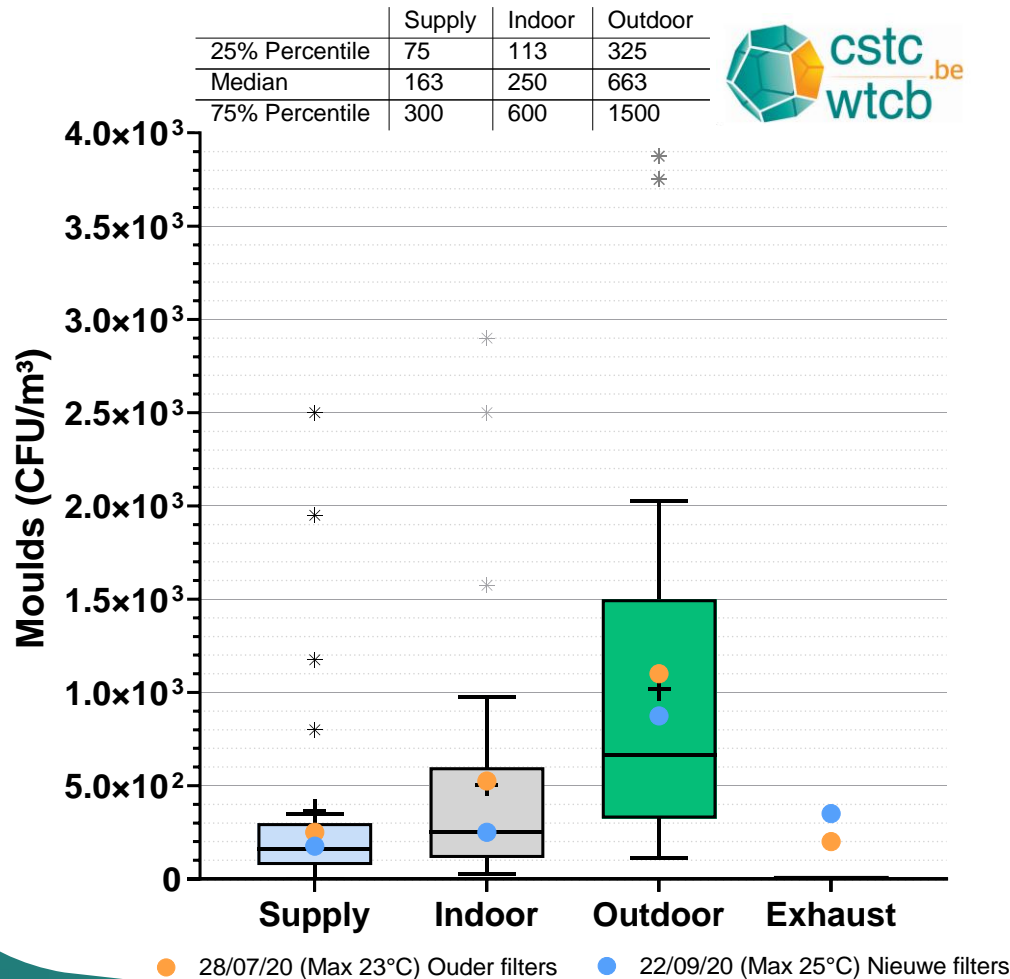 Supply Indoor Outdoor
25% Percentile 75 113 325
Median 163 250 663
75% Percentile 300 600 1500
cstc
wtcb
.be
4.0×10³
3.5×10³
3.0×10³
2.5×10³
2.0×10³
1.5×10³
1.0×10³
5.0×10²
0
Moulds (CFU/m³)
Supply Indoor Outdoor Exhaust
28/07/20 (Max 23°C) Ouder filters 22/09/20 (Max 25°C) Nieuwe filters